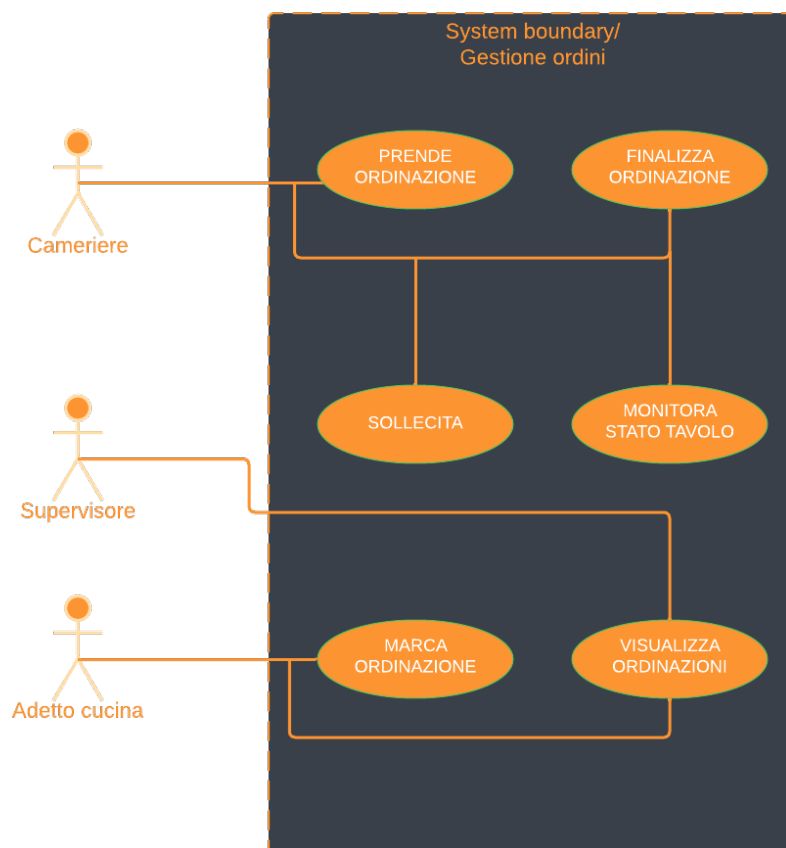 System boundary/
Gestione ordini
PRENDE
ORDINAZIONE
FINALIZZA
ORDINAZIONE
Cameriere
SOLLECITA
MONITORA
STATO TAVOLO
Supervisore
MARCA
ORDINAZIONE
VISUALIZZA
ORDINAZIONI
Adetto cucina